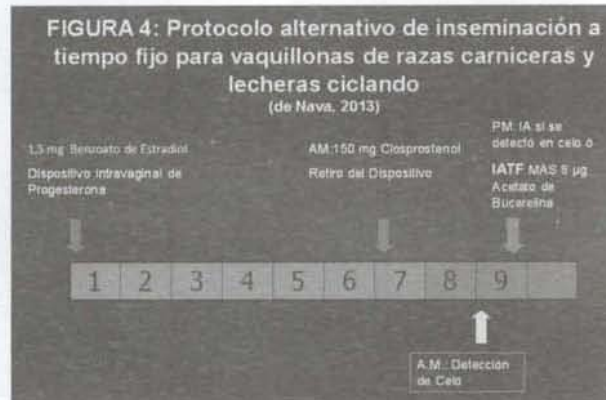 FIGURA 4: Protocolo alternativo de inseminación a
tiempo fijo para vaquillonas de razas carniceras y
lecheras ciclando
(de Nava, 2013)
1,5 mg Benzoato de Estradiol
Dispositivo intravaginal de
Progesterona
AM:150 mg Closprostenol
Retiro del Dispositivo
PM: IA si se
detectó en celo ó
IATF MAS 8 µg
Acetato de
Bucerelina
1 2 3 4 5 6 7 8 9
A.M.: Detección
de Celo